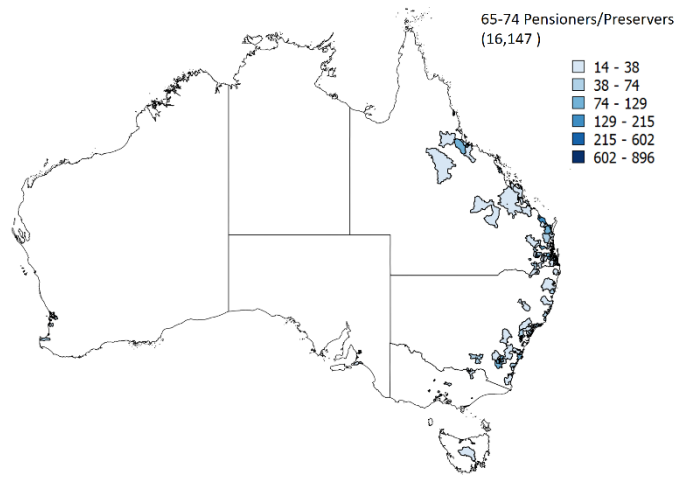 65-74 Pensioners/Preservers
(16,147 )
14 - 38
38 - 74
74 - 129
129 - 215
215 - 602
602 - 896